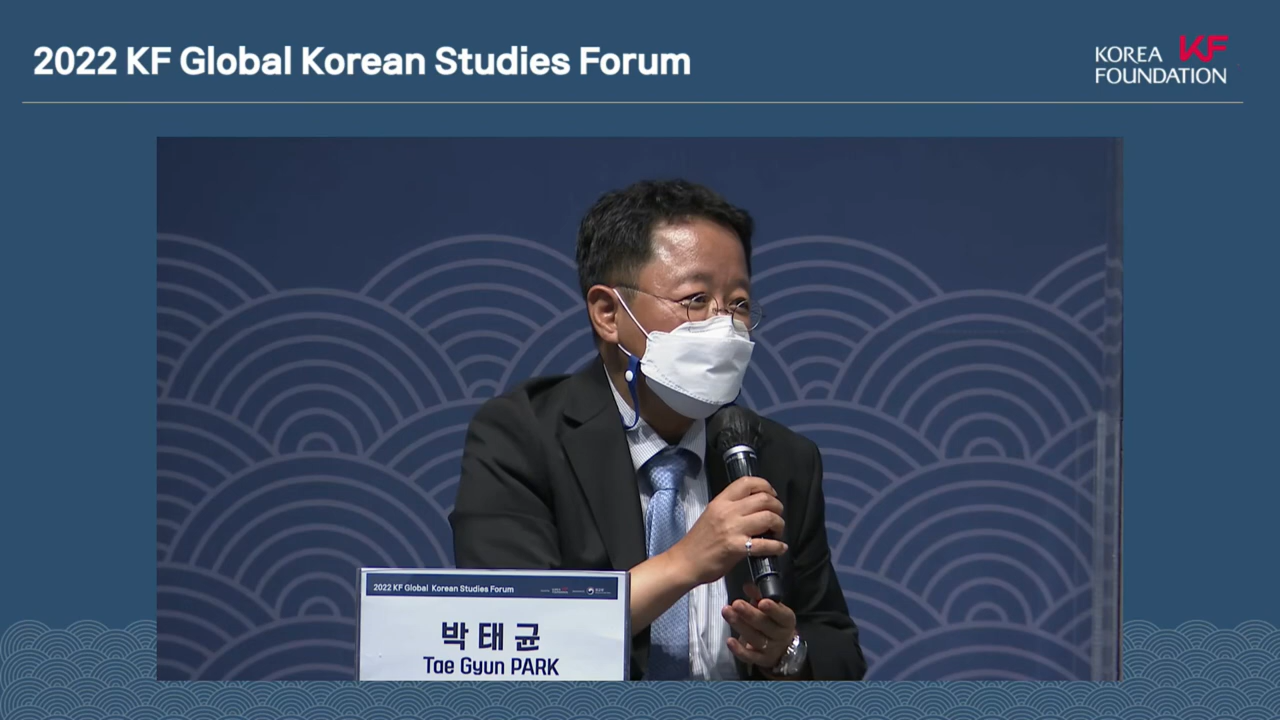 2022 KF Global Korean Studies Forum
KOREA KF
FOUNDATION
2022 KF Global Korean Studies Forum
박태균
Tae Gyun PARK